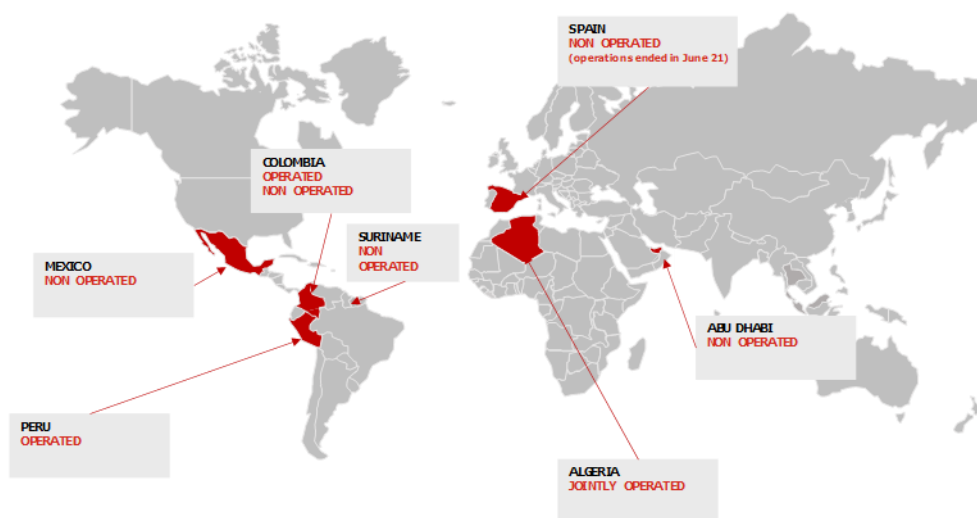 SPAIN
NON OPERATED
(operations ended in June 21)
COLOMBIA
OPERATED
NON OPERATED
SURINAME
NON
OPERATED
MEXICO
NON OPERATED
ABU DHABI
NON OPERATED
PERU
OPERATED
ALGERIA
JOINTLY OPERATED